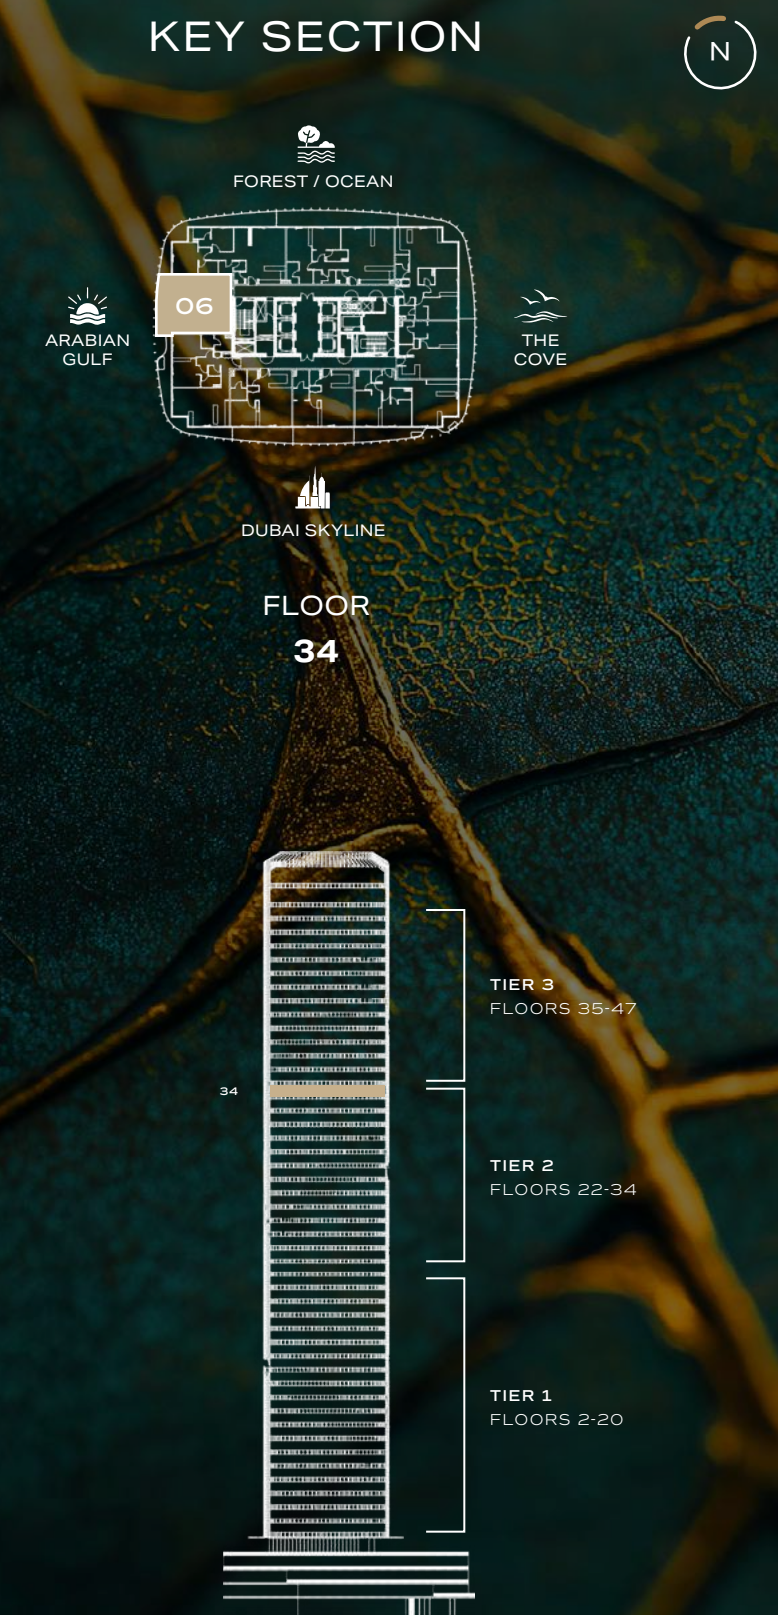 KEY SECTION
N
FOREST / OCEAN
06
ARABIAN
GULF
THE
COVE
DUBAI SKYLINE
FLOOR
34
TIER 3
FLOORS 35-47
34
TIER 2
FLOORS 22-34
TIER 1
FLOORS 2-20